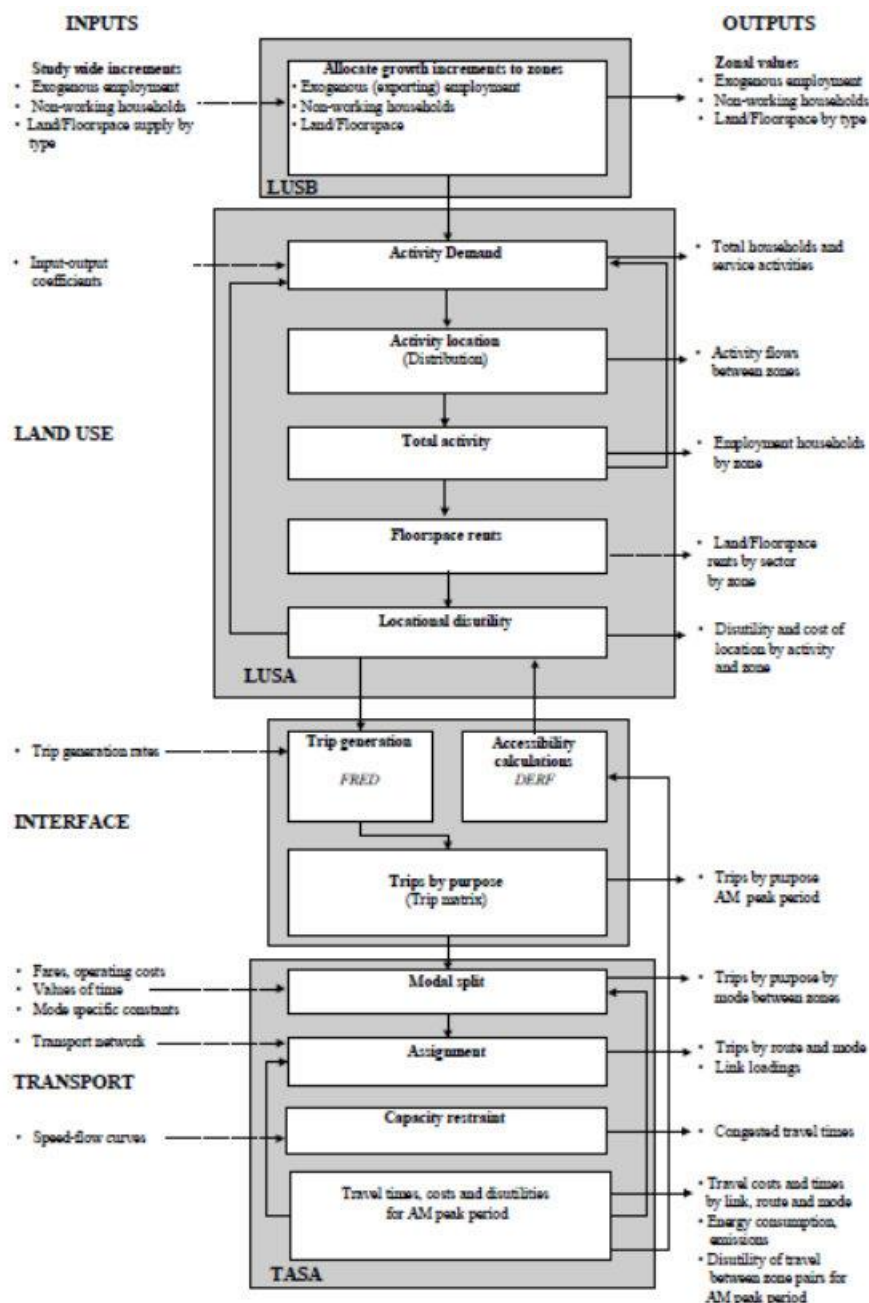 INPUTS
OUTPUTS
Study wide increments
• Exogenous employment
• Non-working households
• Land/Floorspace supply by
type
Allocate growth increments to zones
• Exogenous (exporting) employment
• Non-working households
• Land/Floorspace
LUSB
Zonal values
• Exogenous employment
• Non-working households
• Land/Floorspace by type
• Input-output
coefficients
Activity Demand
• Total households and
service activities
Activity location
(Distribution)
• Activity flows
between zones
LAND USE
Total activity
• Employment households
by zone
Floorspace rents
• Land/Floorspace
rents by sector
by zone
Locational disutility
• Disutility and cost of
location by activity
and zone
LUSA
• Trip generation rates
Trip generation
FRED
Accessibility
calculations
DERF
INTERFACE
Trips by purpose
(Trip matrix)
• Trips by purpose
AM peak period
• Fares, operating costs
• Values of time
• Mode specific constants
Modal split
• Trips by purpose by
mode between zones
• Transport network
Assignment
• Trips by route and mode
• Link loadings
TRANSPORT
• Speed-flow curves
Capacity restraint
• Congested travel times
Travel times, costs and disutilities
for AM peak period
• Travel costs and times
by link, route and mode
• Energy consumption,
emissions
• Disutility of travel
between zone pairs for
AM peak period
TASA